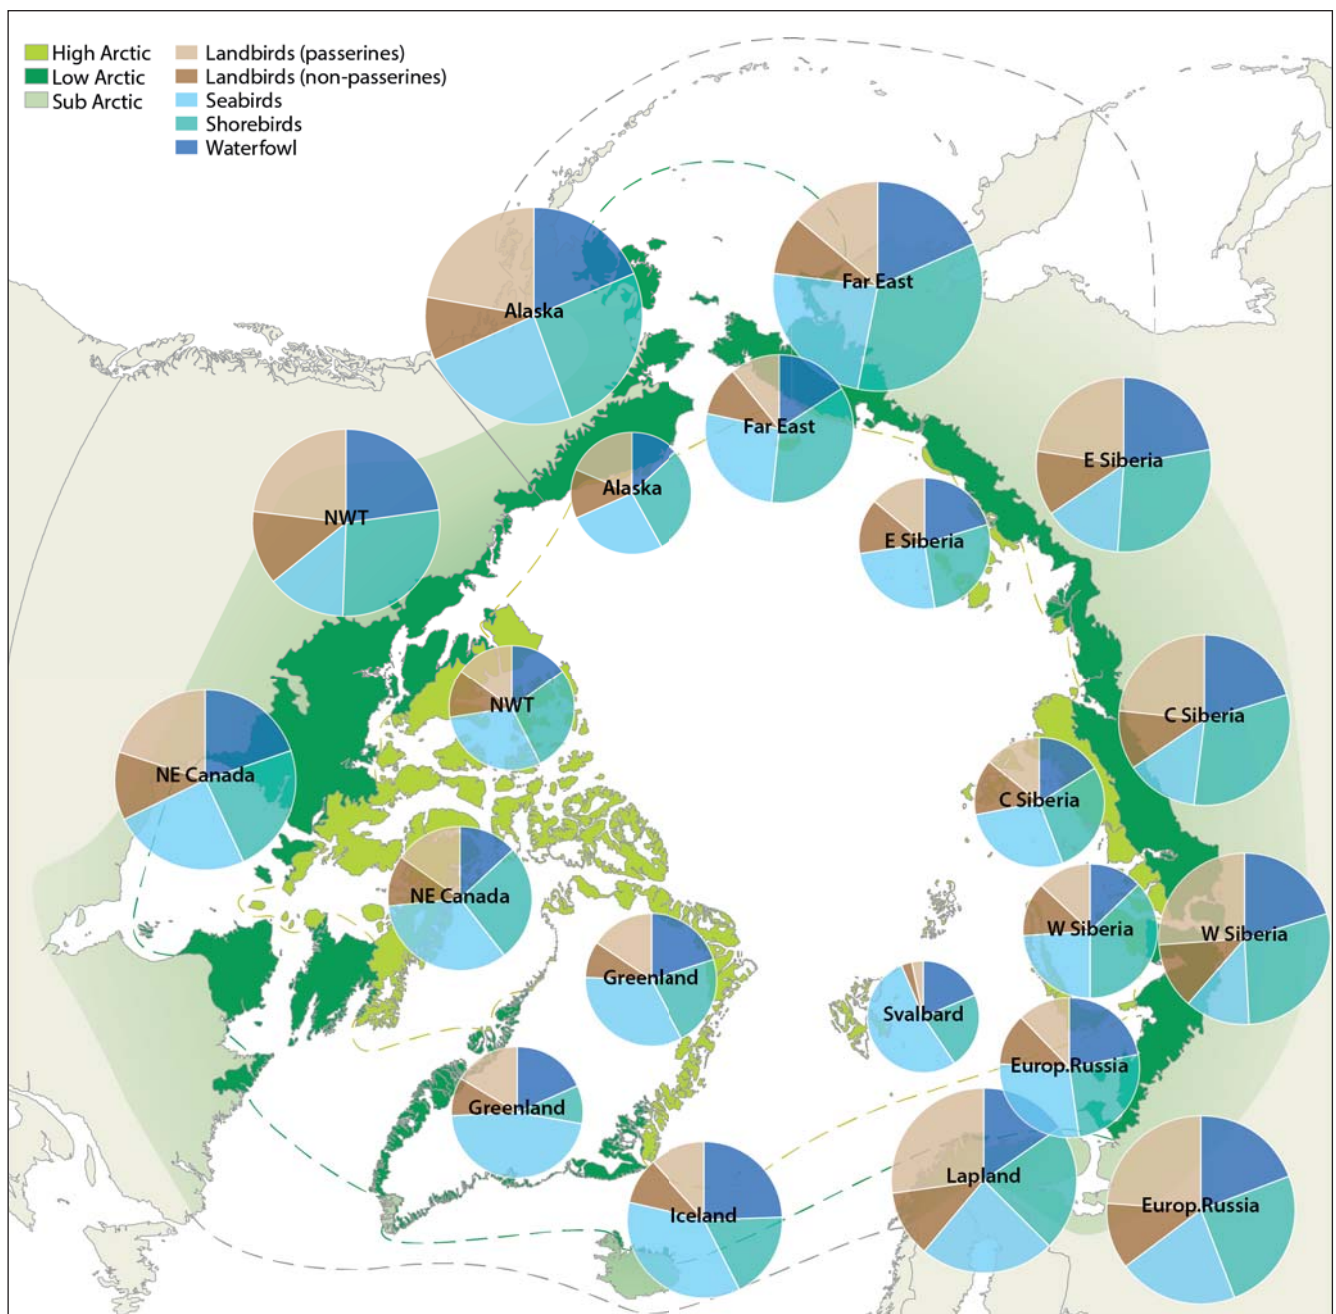 High Arctic
Low Arctic
Sub Arctic
Landbirds (passerines)
Landbirds (non-passerines)
Seabirds
Shorebirds
Waterfowl
Alaska
Far East
Far East
E Siberia
Alaska
NWT
E Siberia
NWT
C Siberia
NE Canada
C Siberia
NE Canada
W Siberia
W Siberia
Greenland
Svalbard
Europ.Russia
Greenland
Lapland
Europ.Russia
Iceland